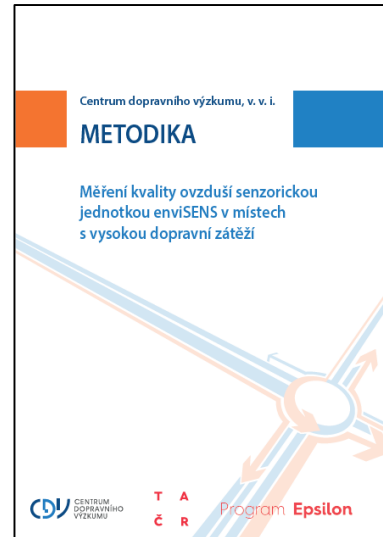 Centrum dopravního výzkumu, v. v. i.
METODIKA
Měření kvality ovzduší senzorickou
jednotkou enviSENS v místech
s vysokou dopravní zátěží
CDV CENTRUM
DOPRAVNÍHO
VÝZKUMU
T A
Č R
Program Epsilon